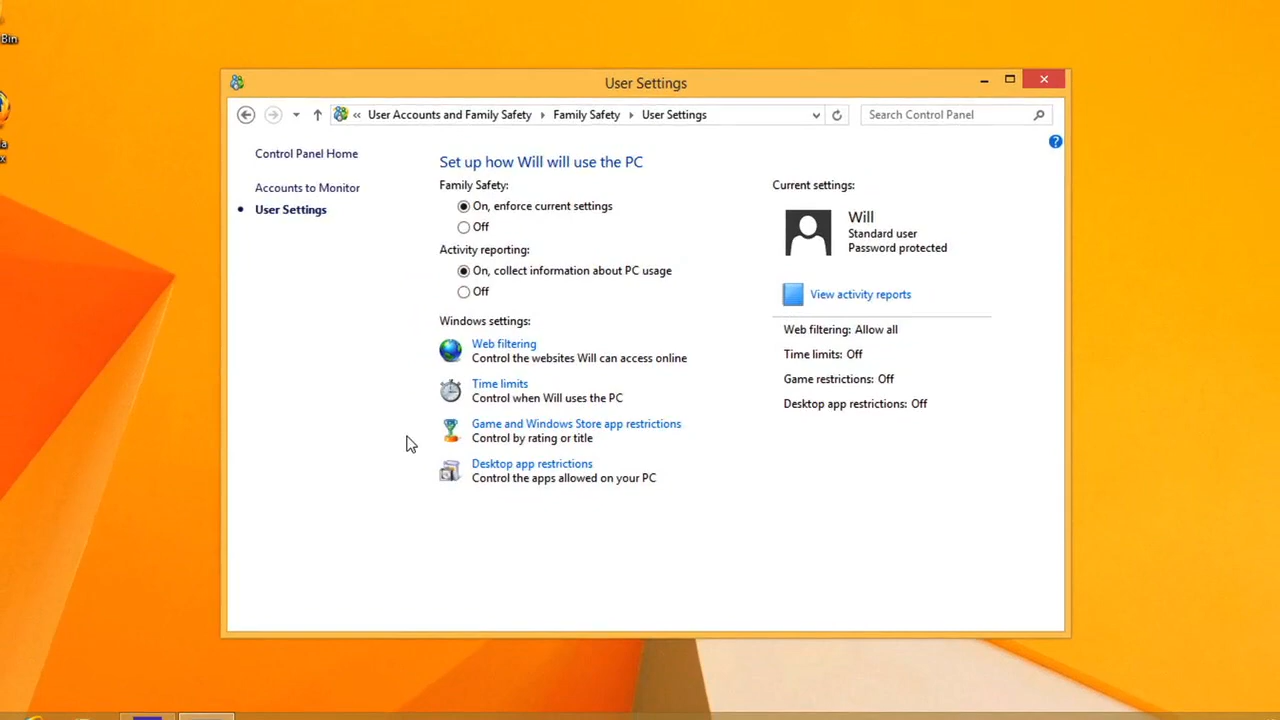 Bin
User Settings
« User Accounts and Family Safety Family Safety User Settings
Search Control Panel
Control Panel Home
Accounts to Monitor
User Settings
Set up how Will will use the PC
Family Safety:
On, enforce current settings
Off
Activity reporting:
On, collect information about PC usage
Off
Windows settings:
Web filtering
Control the websites Will can access online
Time limits
Control when Will uses the PC
Game and Windows Store app restrictions
Control by rating or title
Desktop app restrictions
Control the apps allowed on your PC
Current settings:
Will
Standard user
Password protected
View activity reports
Web filtering: Allow all
Time limits: Off
Game restrictions: Off
Desktop app restrictions: Off